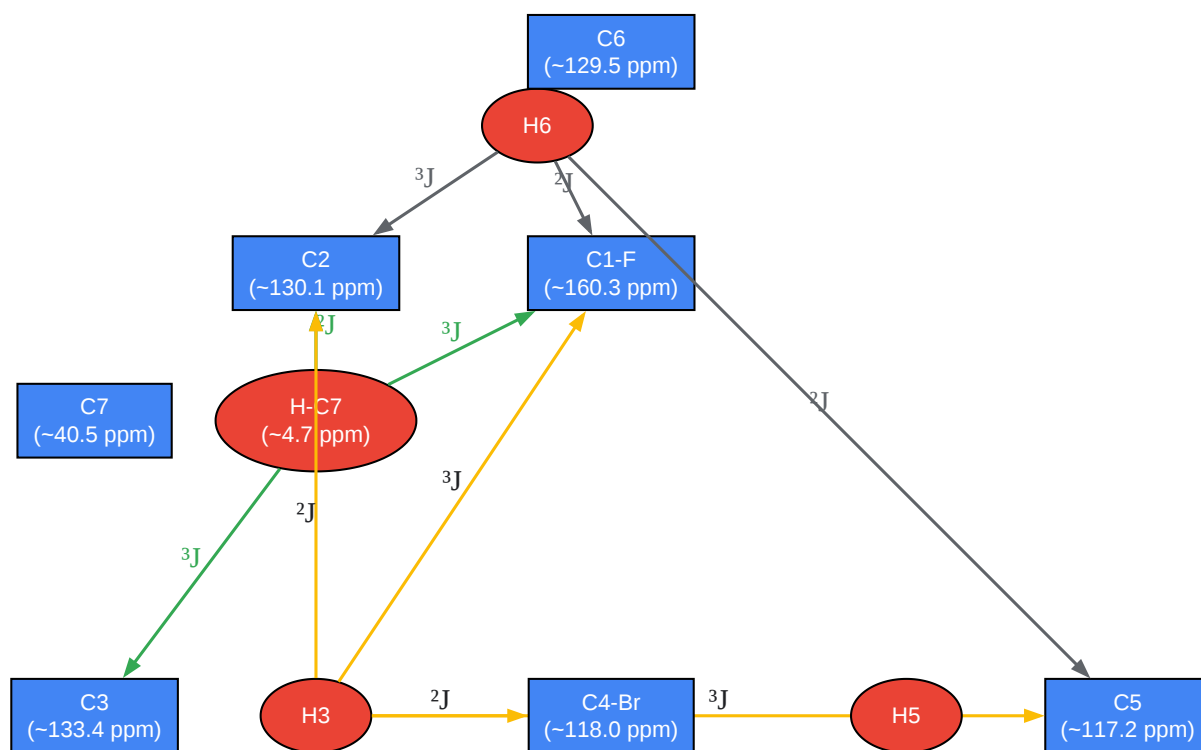 C6
(~129.5 ppm)
H6
³J
²J
C2
(~130.1 ppm)
C1-F
(~160.3 ppm)
²J
³J
C7
(~40.5 ppm)
H-C7
(~4.7 ppm)
²J
³J
²J
³J
C3
(~133.4 ppm)
H3
²J
C4-Br
(~118.0 ppm)
³J
H5
C5
(~117.2 ppm)